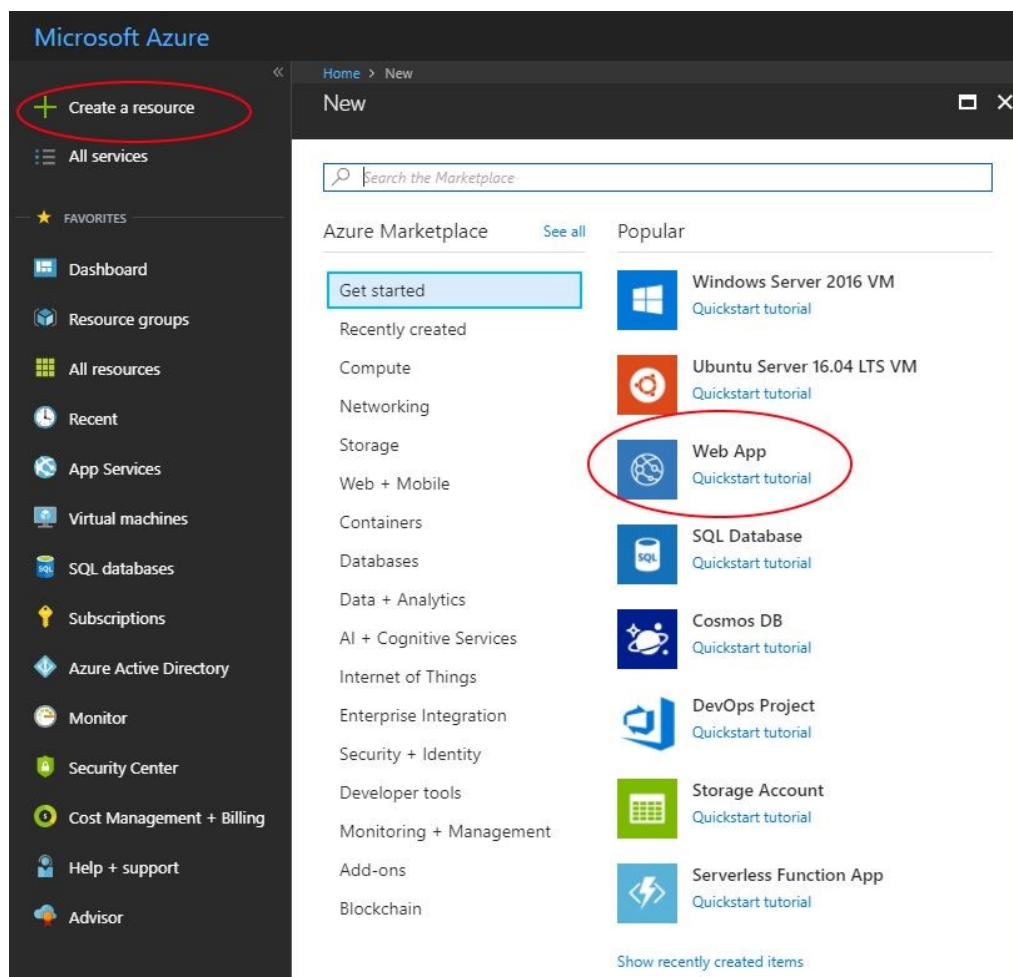 Microsoft Azure
«
Create a resource
All services
FAVORITES
Dashboard
Resource groups
All resources
Recent
App Services
Virtual machines
SQL databases
Subscriptions
Azure Active Directory
Monitor
Security Center
Cost Management + Billing
Help + support
Advisor
Home > New
New
Search the Marketplace
Azure Marketplace See all
Get started
Recently created
Compute
Networking
Storage
Web + Mobile
Containers
Databases
Data + Analytics
AI + Cognitive Services
Internet of Things
Enterprise Integration
Security + Identity
Developer tools
Monitoring + Management
Add-ons
Blockchain
Popular
Windows Server 2016 VM
Quickstart tutorial
Ubuntu Server 16.04 LTS VM
Quickstart tutorial
Web App
Quickstart tutorial
SQL
SQL Database
Quickstart tutorial
Cosmos DB
Quickstart tutorial
DevOps Project
Quickstart tutorial
Storage Account
Quickstart tutorial
Serverless Function App
Quickstart tutorial
Show recently created items